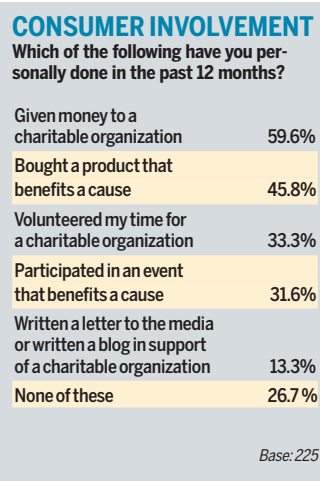 CONSUMER INVOLVEMENT
Which of the following have you per-
sonally done in the past 12 months?
Given money to a
charitable organization 59.6%
Bought a product that
benefits a cause 45.8%
Volunteered my time for
a charitable organization 33.3%
Participated in an event
that benefits a cause 31.6%
Written a letter to the media
or written a blog in support
of a charitable organization 13.3%
None of these 26.7%
Base: 225